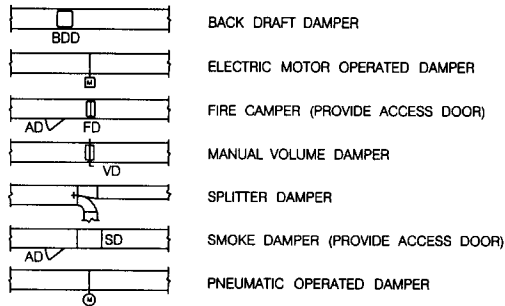 BACK DRAFT DAMPER
BDD
ELECTRIC MOTOR OPERATED DAMPER
M
FIRE CAMPER (PROVIDE ACCESS DOOR)
AD FD
MANUAL VOLUME DAMPER
VD
SPLITTER DAMPER
SD SMOKE DAMPER (PROVIDE ACCESS DOOR)
AD
PNEUMATIC OPERATED DAMPER
M